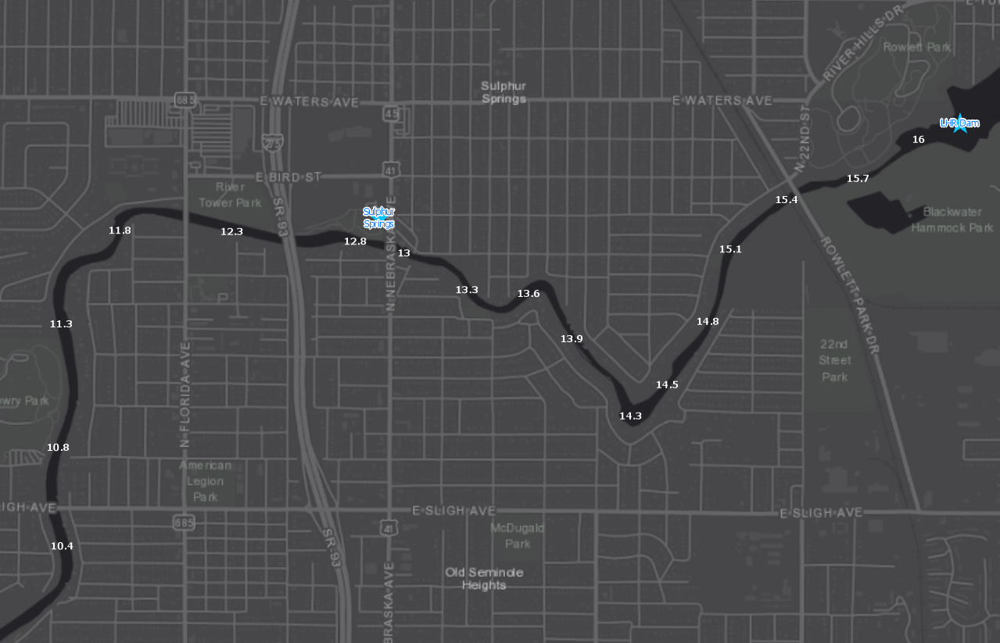 E TU
RIVER HILLS DR
Rowlett Park
Sulphur
Springs
685
E WATERS AVE
E WATERS AVE
45
LHR Dam
16
N 22ND ST
275
41
E BIRD ST
15.7
River
Tower Park
15.4
SR-93
Sulphur
Springs
Blackwater
Hammock Park
11.8
12.3
12.8
13
15.1
N NEBRASKA AVE
ROWLETT PARK DR
13.3
13.6
P
11.3
14.8
13.9
22nd
Street
Park
N FLORIDA AVE
14.5
wry Park
14.3
10.8
American
Legion
Park
IGH AVE
E SLIGH AVE
E SLIGH AVE
685
41
McDugald
Park
10.4
SR-93
Old Seminole
Heights
BRASKA AVE